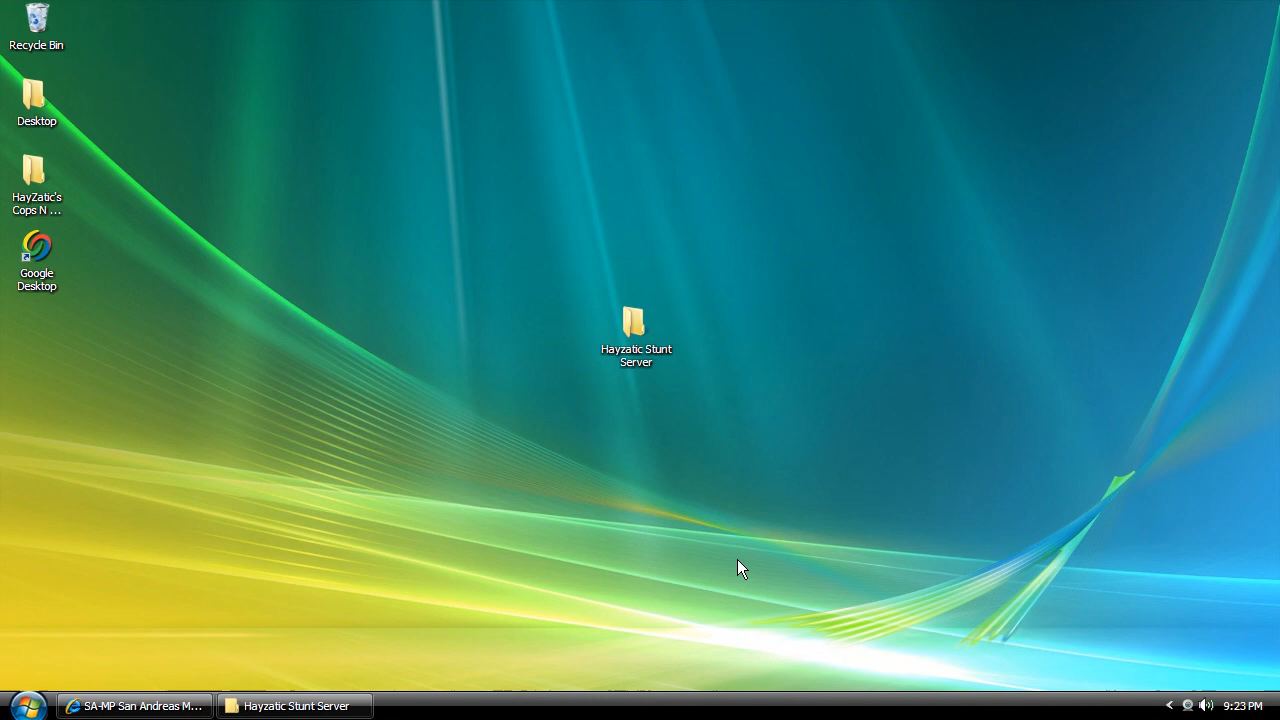 Recycle Bin
Desktop
HayZatic's
Cops N ...
Google
Desktop
Hayzatic Stunt
Server
SA-MP San Andreas M...
Hayzatic Stunt Server
9:23 PM